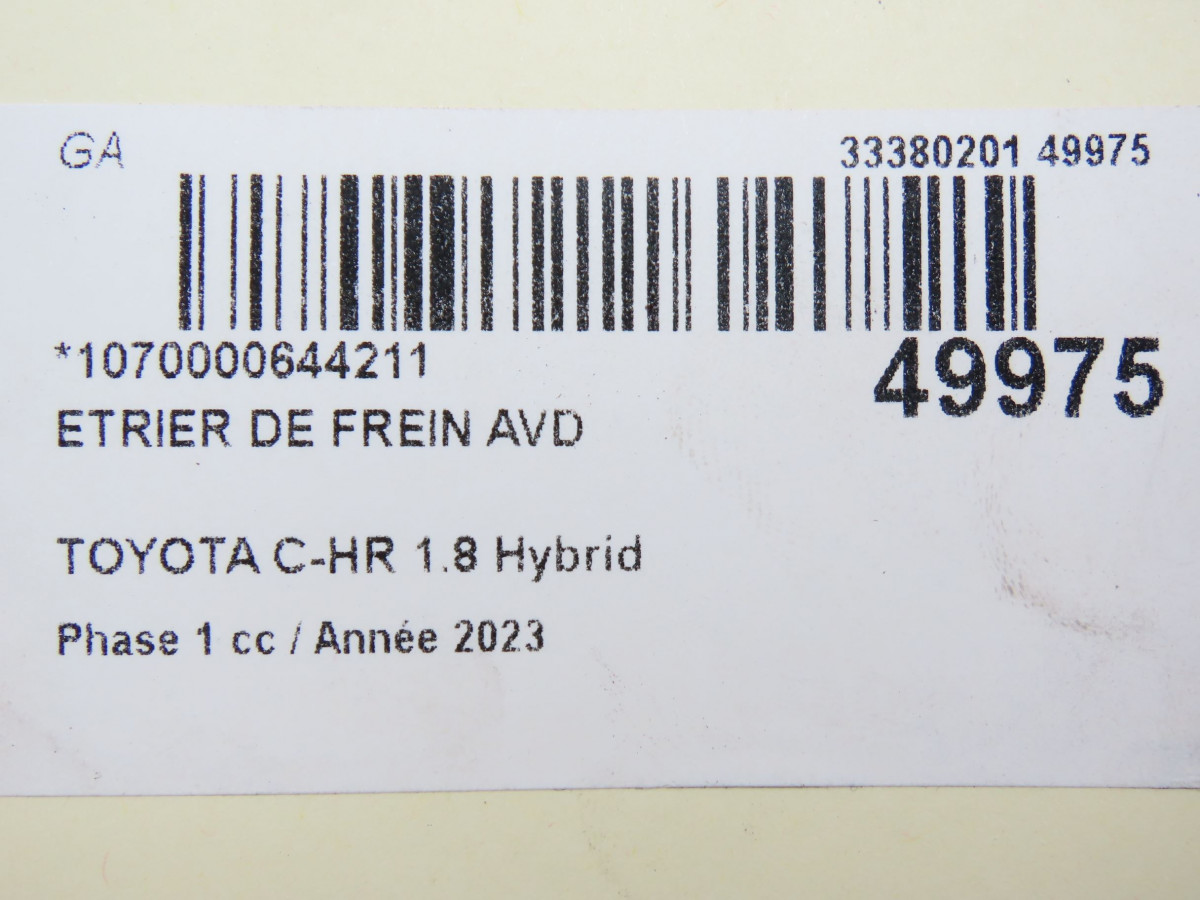 GA
33380201 49975
*1070000644211
49975
ETRIER DE FREIN AVD
TOYOTA C-HR 1.8 Hybrid
Phase 1 cc / Année 2023